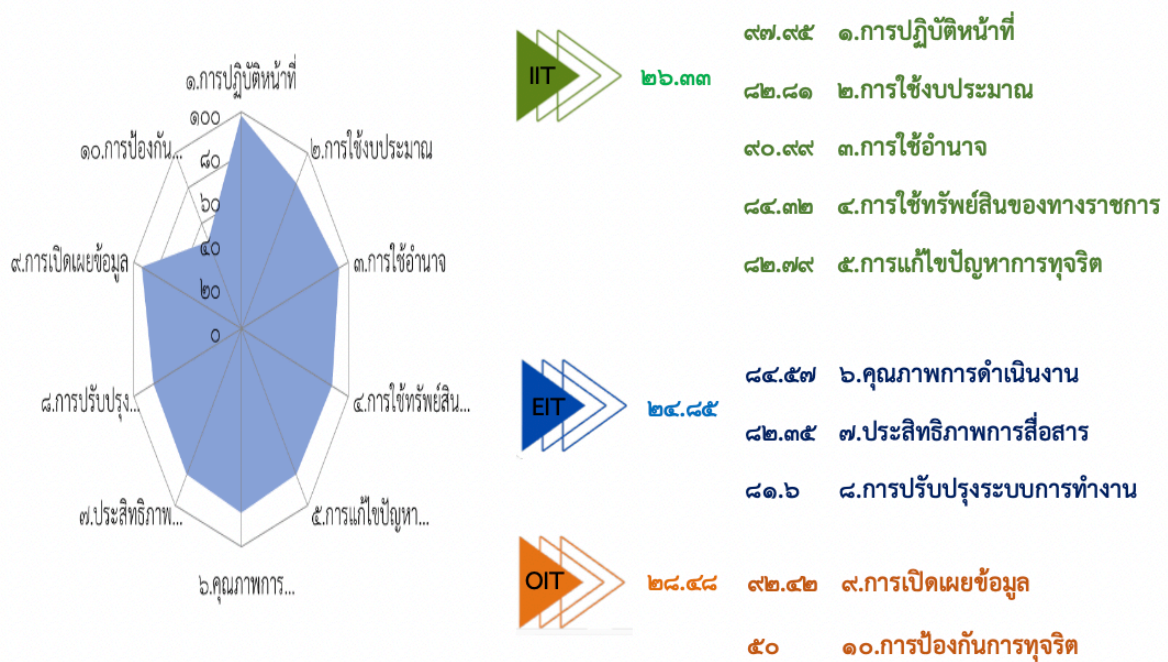 ๑.การปฏิบัติหน้าที่
๑๐๐
๑๐.การป้องกัน...
๒.การใช้งบประมาณ
๘๐
๖๐
๙.การเปิดเผยข้อมูล
๔๐
๓.การใช้อำนาจ
๒๐
๐
๘.การปรับปรุง...
๔.การใช้ทรัพย์สิน...
๗.ประสิทธิภาพ...
๕.การแก้ไขปัญหา...
๖.คุณภาพการ...
IIT ๒๖.๓๓
๙๗.๙๕ ๑.การปฏิบัติหน้าที่
๘๒.๘๑ ๒.การใช้งบประมาณ
๙๐.๙๙ ๓.การใช้อำนาจ
๘๔.๓๒ ๔.การใช้ทรัพย์สินของทางราชการ
๘๒.๗๙ ๕.การแก้ไขปัญหาการทุจริต
EIT ๒๔.๘๕
๘๔.๕๗ ๖.คุณภาพการดำเนินงาน
๘๒.๓๕ ๗.ประสิทธิภาพการสื่อสาร
๘๑.๖ ๘.การปรับปรุงระบบการทำงาน
OIT ๒๘.๔๘
๙๒.๔๒ ๙.การเปิดเผยข้อมูล
๕๐ ๑๐.การป้องกันการทุจริต